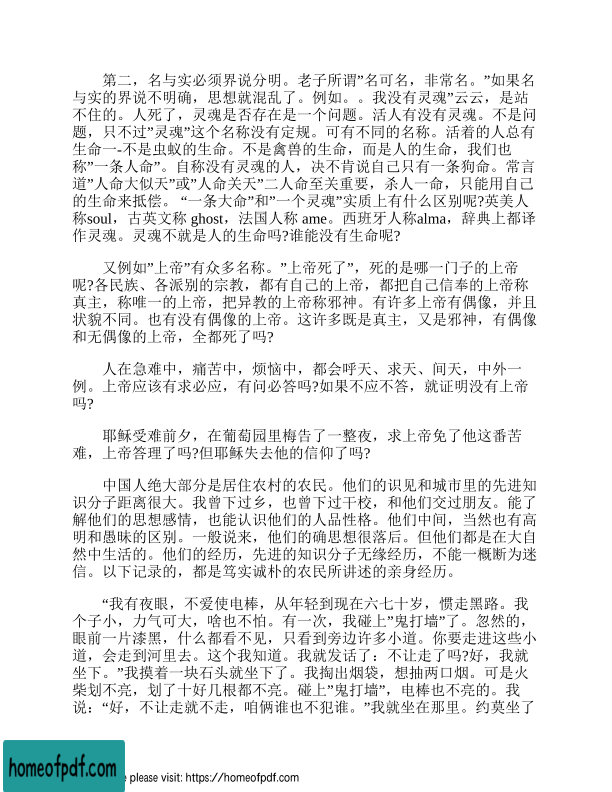 第二，名与实必须界说分明。老子所谓”名可名，非常名。”如果名
与实的界说不明确，思想就混乱了。例如。。我没有灵魂”云云，是站
不住的。人死了，灵魂是否存在是一个问题。活人有没有灵魂。不是问
题，只不过”灵魂”这个名称没有定规。可有不同的名称。活着的人总有
生命一-不是虫蚁的生命。不是禽兽的生命，而是人的生命，我们也
称”一条人命”。自称没有灵魂的人，决不肯说自己只有一条狗命。常言
道”人命大似天”或”人命关天”二人命至关重要，杀人一命，只能用自己
的生命来抵偿。 “一条大命”和”一个灵魂”实质上有什么区别呢?英美人
称soul，古英文称 ghost，法国人称 ame。西班牙人称alma，辞典上都译
作灵魂。灵魂不就是人的生命吗?谁能没有生命呢?
又例如”上帝”有众多名称。”上帝死了”，死的是哪一门子的上帝
呢?各民族、各派别的宗教，都有自己的上帝，都把自己信奉的上帝称
真主，称唯一的上帝，把异教的上帝称邪神。有许多上帝有偶像，并且
状貌不同。也有没有偶像的上帝。这许多既是真主，又是邪神，有偶像
和无偶像的上帝，全都死了吗?
人在急难中，痛苦中，烦恼中，都会呼天、求天、间天，中外一
例。上帝应该有求必应，有问必答吗?如果不应不答，就证明没有上帝
吗?
耶稣受难前夕，在葡萄园里梅告了一整夜，求上帝免了他这番苦
难，上帝答理了吗?但耶稣失去他的信仰了吗?
中国人绝大部分是居住农村的农民。他们的识见和城市里的先进知
识分子距离很大。我曾下过乡，也曾下过干校，和他们交过朋友。能了
解他们的思想感情，也能认识他们的人品性格。他们中间，当然也有高
明和愚昧的区别。一般说来，他们的确思想很落后。但他们都是在大自
然中生活的。他们的经历，先进的知识分子无缘经历，不能一概断为迷
信。以下记录的，都是笃实诚朴的农民所讲述的亲身经历。
“我有夜眼，不爱使电棒，从年轻到现在六七十岁，惯走黑路。我
个子小，力气可大，啥也不怕。有一次，我碰上”鬼打墙”了。忽然的，
眼前一片漆黑，什么都看不见，只看到旁边许多小道。你要走进这些小
道，会走到河里去。这个我知道。我就发话了：不让走了吗?好，我就
坐下。”我摸着一块石头就坐下了。我掏出烟袋，想抽两口烟。可是火
柴划不亮，划了十好几根都不亮。碰上”鬼打墙”，电棒也不亮的。我
说：“好，不让走就不走，咱俩谁也不犯谁。”我就坐在那里。约莫坐了
homeofpdf.com
please visit: https://homeofpdf.com